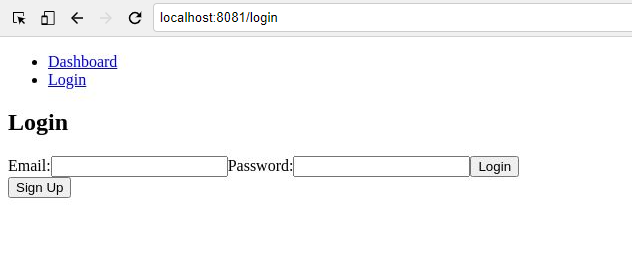 localhost:8081/login
Dashboard
Login
Login
Email: Password: Login
Sign Up